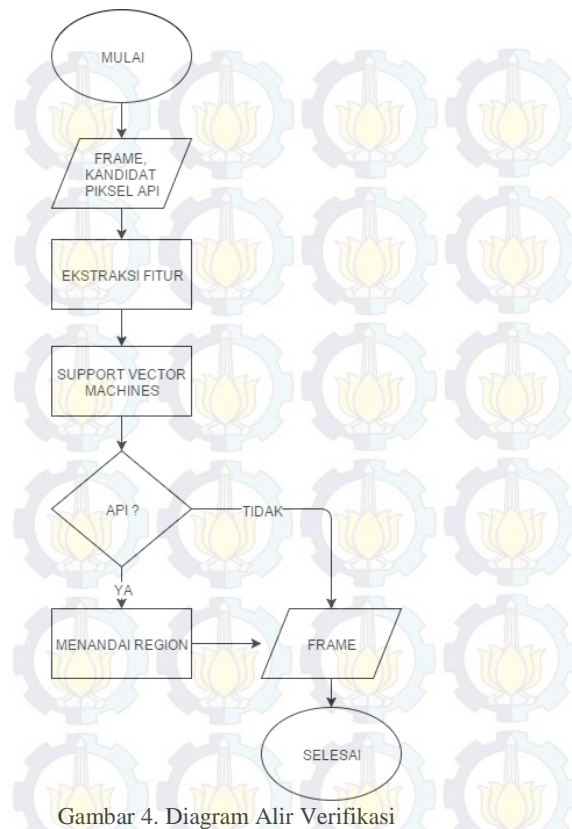 MULAI
FRAME,
KANDIDAT
PIKSEL API
EKSTRAKSI FITUR
SUPPORT VECTOR
MACHINES
API ?
TIDAK
YA
MENANDAI REGION
FRAME
SELESAI
Gambar 4. Diagram Alir Verifikasi